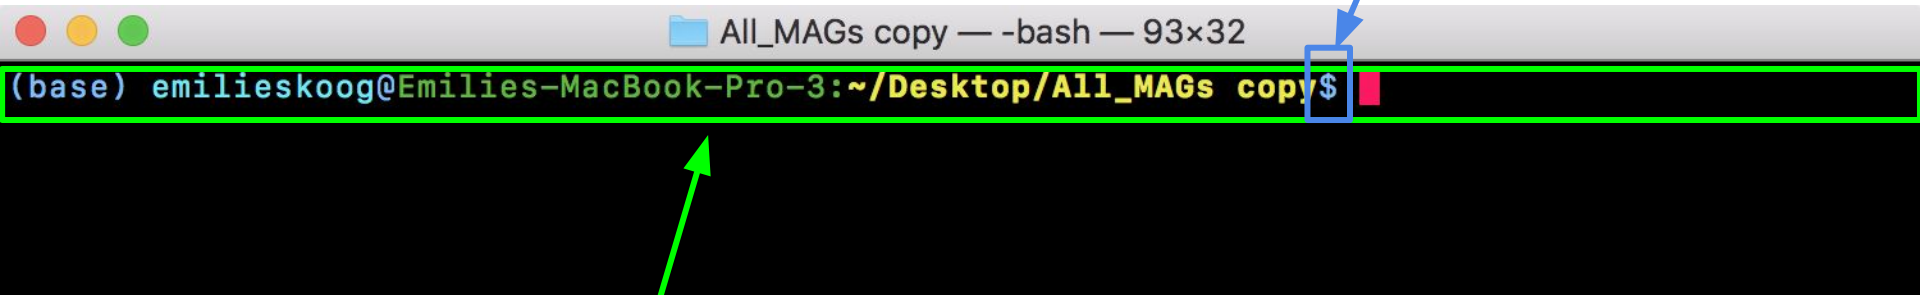 All_MAGs copy — -bash — 93×32
(base) emilieskoog@Emilies-MacBook-Pro-3:~/Desktop/All_MAGs copy$